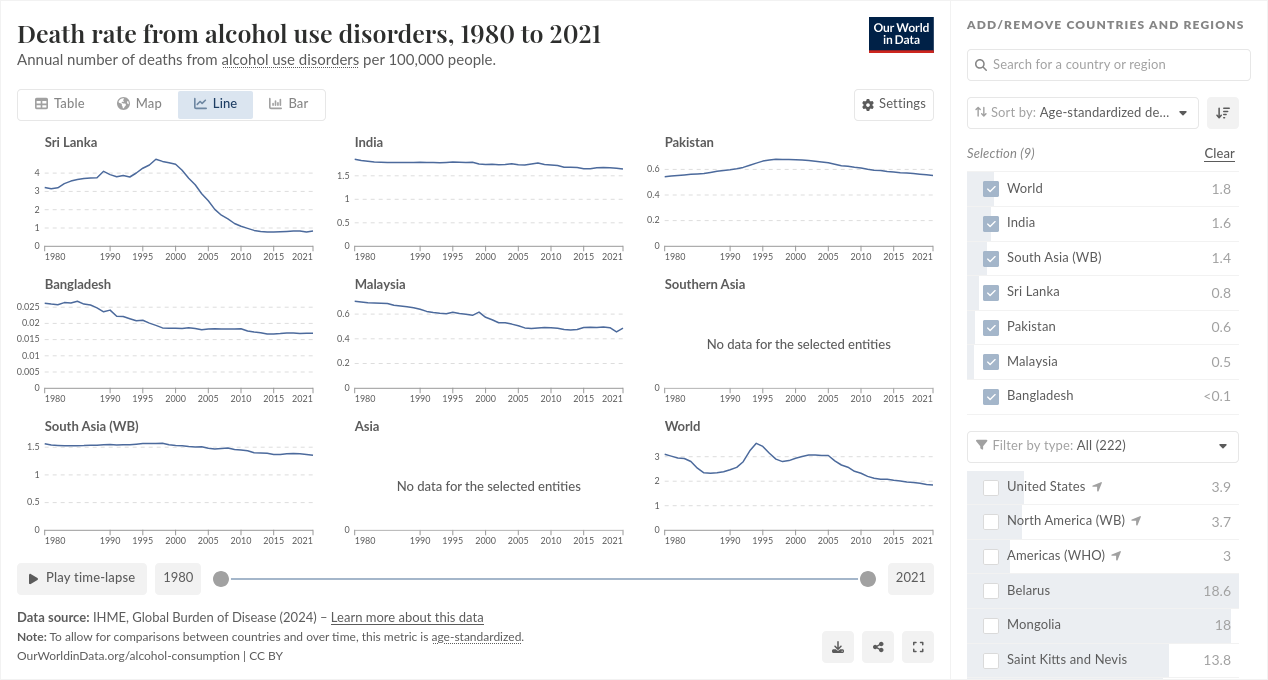 Death rate from alcohol use disorders, 1980 to 2021
Annual number of deaths from alcohol use disorders per 100,000 people.
Our World
in Data
Table
Map
Line
Bar
Settings
Sri Lanka
4
3
2
1
0
1980 1990 1995 2000 2005 2010 2015 2021
India
1.5
1
0.5
0
1980 1990 1995 2000 2005 2010 2015 2021
Pakistan
0.6
0.4
0.2
0
1980 1990 1995 2000 2005 2010 2015 2021
Bangladesh
0.025
0.02
0.015
0.01
0.005
0
1980 1990 1995 2000 2005 2010 2015 2021
Malaysia
0.6
0.4
0.2
0
1980 1990 1995 2000 2005 2010 2015 2021
Southern Asia
No data for the selected entities
0
1980 1990 1995 2000 2005 2010 2015 2021
South Asia (WB)
1.5
1
0.5
0
1980 1990 1995 2000 2005 2010 2015 2021
Asia
No data for the selected entities
0
1980 1990 1995 2000 2005 2010 2015 2021
World
3
2
1
0
1980 1990 1995 2000 2005 2010 2015 2021
Play time-lapse
1980
2021
Data source: IHME, Global Burden of Disease (2024) – Learn more about this data
Note: To allow for comparisons between countries and over time, this metric is age-standardized.
OurWorldinData.org/alcohol-consumption | CC BY
ADD/REMOVE COUNTRIES AND REGIONS
Search for a country or region
Sort by: Age-standardized de...
Selection (9) Clear
World 1.8
India 1.6
South Asia (WB) 1.4
Sri Lanka 0.8
Pakistan 0.6
Malaysia 0.5
Bangladesh <0.1
Filter by type: All (222)
United States 3.9
North America (WB) 3.7
Americas (WHO) 3
Belarus 18.6
Mongolia 18
Saint Kitts and Nevis 13.8